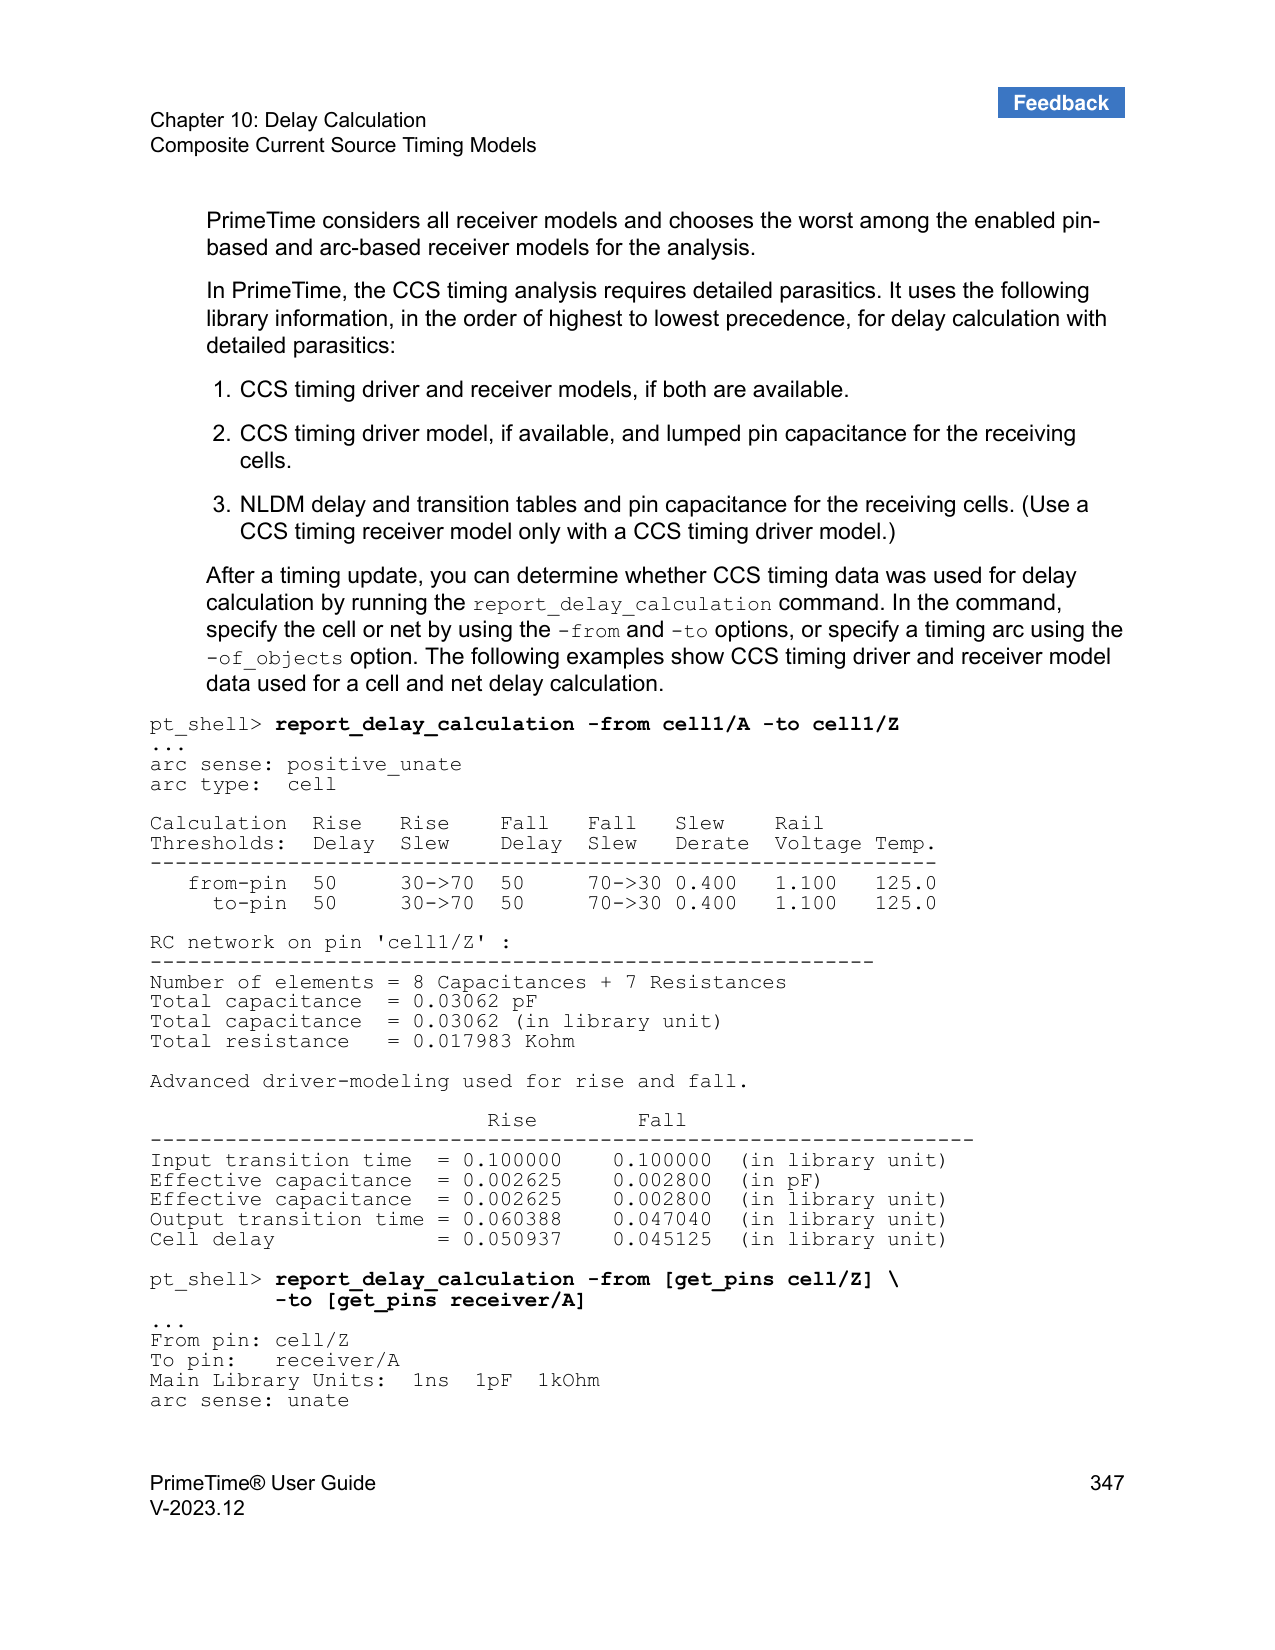 Feedback
Chapter 10: Delay Calculation
Composite Current Source Timing Models
PrimeTime considers all receiver models and chooses the worst among the enabled pin-
based and arc-based receiver models for the analysis.
In PrimeTime, the CCS timing analysis requires detailed parasitics. It uses the following
library information, in the order of highest to lowest precedence, for delay calculation with
detailed parasitics:
1. CCS timing driver and receiver models, if both are available.
2. CCS timing driver model, if available, and lumped pin capacitance for the receiving
cells.
3. NLDM delay and transition tables and pin capacitance for the receiving cells. (Use a
CCS timing receiver model only with a CCS timing driver model.)
After a timing update, you can determine whether CCS timing data was used for delay
calculation by running the report_delay_calculation command. In the command,
specify the cell or net by using the -from and -to options, or specify a timing arc using the
-of_objects option. The following examples show CCS timing driver and receiver model
data used for a cell and net delay calculation.
pt_shell> report_delay_calculation -from cell1/A -to cell1/Z
...
arc sense: positive_unate
arc type:  cell
Calculation  Rise   Rise    Fall   Fall   Slew    Rail
Thresholds:  Delay  Slew    Delay  Slew   Derate  Voltage Temp.
---------------------------------------------------------------
   from-pin  50     30->70  50     70->30 0.400   1.100   125.0
     to-pin  50     30->70  50     70->30 0.400   1.100   125.0
RC network on pin 'cell1/Z' :
----------------------------------------------------------
Number of elements = 8 Capacitances + 7 Resistances
Total capacitance  = 0.03062 pF
Total capacitance  = 0.03062 (in library unit)
Total resistance   = 0.017983 Kohm
Advanced driver-modeling used for rise and fall.
                           Rise        Fall
------------------------------------------------------------------
Input transition time  = 0.100000    0.100000  (in library unit)
Effective capacitance  = 0.002625    0.002800  (in pF)
Effective capacitance  = 0.002625    0.002800  (in library unit)
Output transition time = 0.060388    0.047040  (in library unit)
Cell delay             = 0.050937    0.045125  (in library unit)
pt_shell> report_delay_calculation -from [get_pins cell/Z] \
          -to [get_pins receiver/A]
...
From pin: cell/Z
To pin:   receiver/A
Main Library Units:  1ns  1pF  1kOhm
arc sense: unate
PrimeTime® User Guide
347
V-2023.12